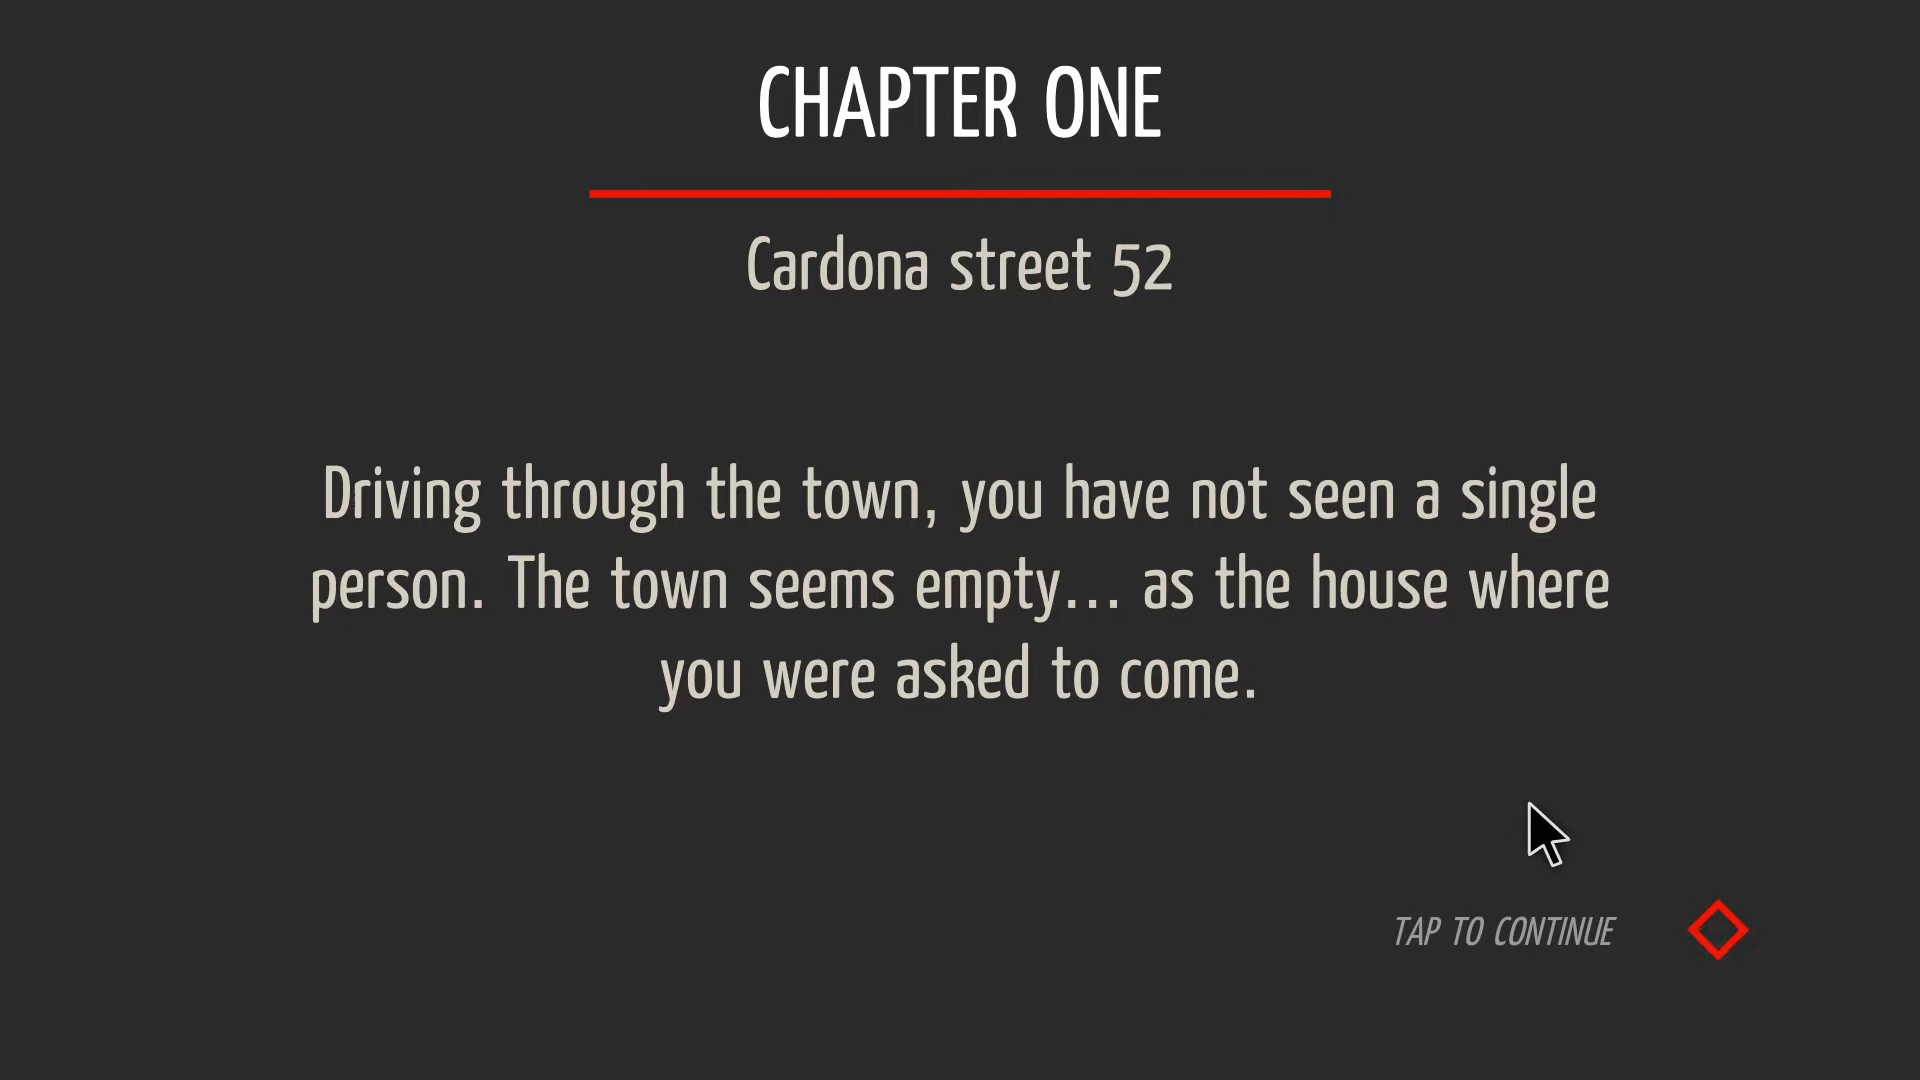 CHAPTER ONE
Cardona street 52
Driving through the town, you have not seen a single
person. The town seems empty... as the house where
you were asked to come.
TAP TO CONTINUE